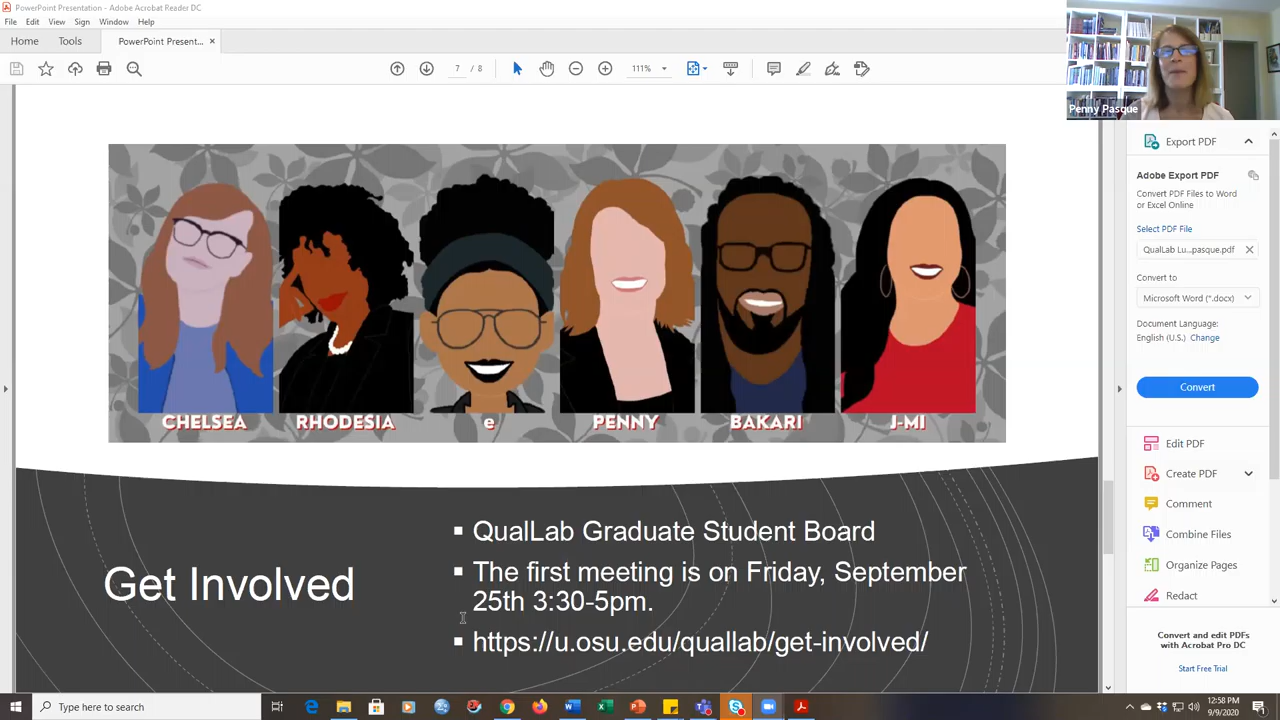 PowerPoint Presentation - Adobe Acrobat Reader DC
File Edit View Sign Window Help
Home Tools PowerPoint Present... ×
/ 8 111%
Penny Pasque
Export PDF
Adobe Export PDF
Convert PDF Files to Word
or Excel Online
Select PDF File
QualLab Lu...pasque.pdf
Convert to
Microsoft Word (*.docx)
Document Language:
English (U.S.) Change
Convert
Edit PDF
Create PDF
Comment
Combine Files
Organize Pages
Redact
Convert and edit PDFs
with Acrobat Pro DC
Start Free Trial
CHELSEA RHODESIA e PENNY BAKARI J-MI
Get Involved
QualLab Graduate Student Board
The first meeting is on Friday, September
25th 3:30-5pm.
https://u.osu.edu/quallab/get-involved/
Type here to search
12:58 PM
9/9/2020